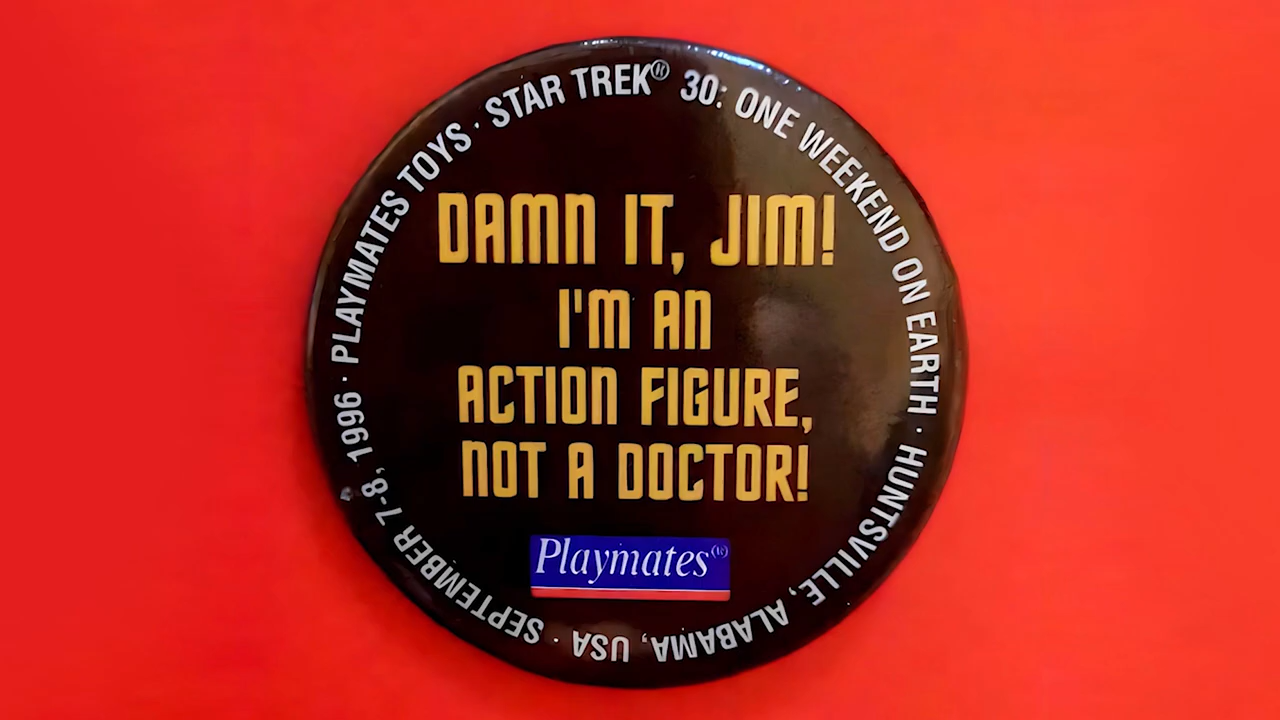 PLAYMATES TOYS · STAR TREK® 30: ONE WEEKEND ON EARTH · HUNTSVILLE, ALABAMA, USA · SEPTEMBER 7-8, 1996 ·
DAMN IT, JIM!
I'M AN
ACTION FIGURE,
NOT A DOCTOR!
Playmates®